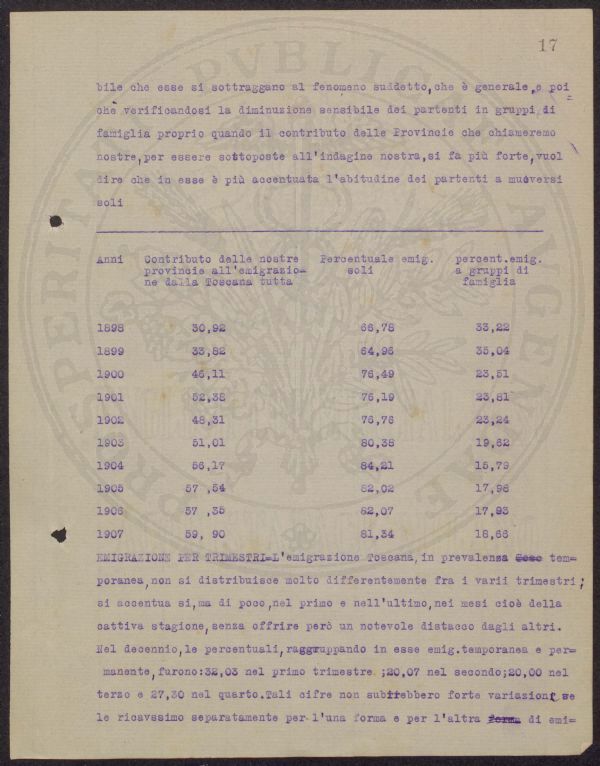 17
bile che esse si sottraggano al fenomeno suddetto,che è generale,e poi
chè verificandosi la diminuzione sensibile dei partenti in gruppi di
famiglia proprio quando il contributo delle Provincie che chiameremo
nostre,per essere sottoposte all'indagine nostra,si fa più forte,vuol
dire che in esse è più accentuata l'abitudine dei partenti a muoversi
soli
Anni Contributo delle nostre Percentuale emig. percent.emig.
provincie all'emigrazio= soli a gruppi di
ne dalla Toscana tutta famiglia
1898 30,92 66,78 33,22
1899 33,82 64,96 35,04
1900 46,11 76,49 23,51
1901 52,38 76,19 23,81
1902 48,31 76,76 23,24
1903 51,01 80,38 19,62
1904 56,17 84,21 15,79
1905 57 ,54 82,02 17,98
1906 57 ,35 82,07 17,93
1907 59, 90 81,34 18,66
EMIGRAZIONE PER TRIMESTRI=L'emigrazione Toscana,in prevalenza tem=
poranea,non si distribuisce molto differentemente fra i varii trimestri;
si accentua si,ma di poco,nel primo e nell'ultimo,nei mesi cioè della
cattiva stagione,senza offrire però un notevole distacco dagli altri.
Nel decennio,le percentuali,raggruppando in esse emig.temporanea e per=
manente,furono:32,03 nel primo trimestre ;20,07 nel secondo;20,00 nel
terzo e 27,30 nel quarto.Tali cifre non subirebbero forte variazioni se
le ricavssimo separatamente per l'una forma e per l'altra forma di emi=
PVBLICO
PROSPERITATI
AVGENDAE